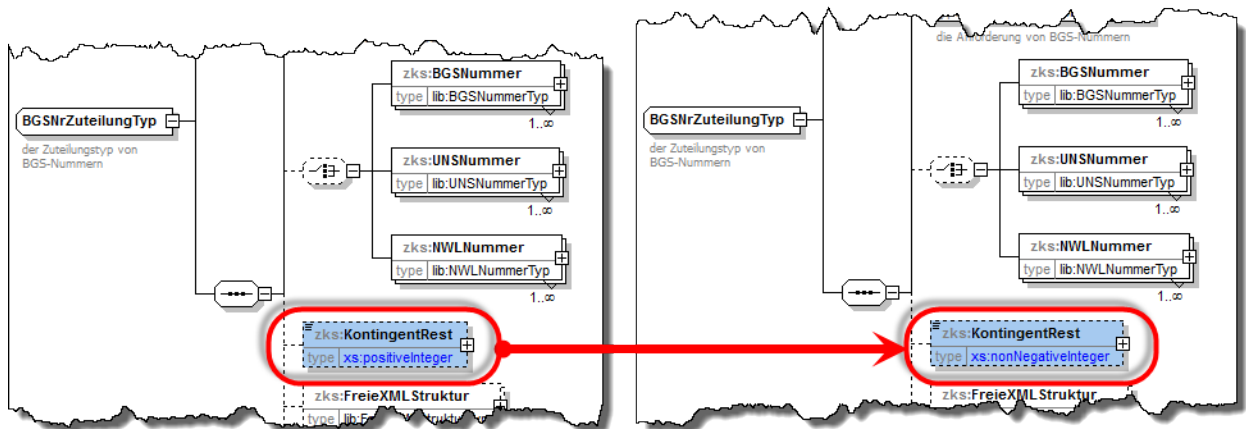 zks:BGSNummer
type lib:BGSNummerTyp
1..∞
BGSNrZuteilungTyp
der Zuteilungstyp von
BGS-Nummern
zks:UNSNummer
type lib:UNSNummerTyp
1..∞
zks:NWLNummer
type lib:NWLNummerTyp
1..∞
zks:KontingentRest
type xs:positiveInteger
zks:FreieXMLStruktur
type
die Anforderung von BGS-Nummern
zks:BGSNummer
type lib:BGSNummerTyp
1..∞
BGSNrZuteilungTyp
der Zuteilungstyp von
BGS-Nummern
zks:UNSNummer
type lib:UNSNummerTyp
1..∞
zks:NWLNummer
type lib:NWLNummerTyp
1..∞
zks:KontingentRest
type xs:nonNegativeInteger
zks:FreieXMLStruktur